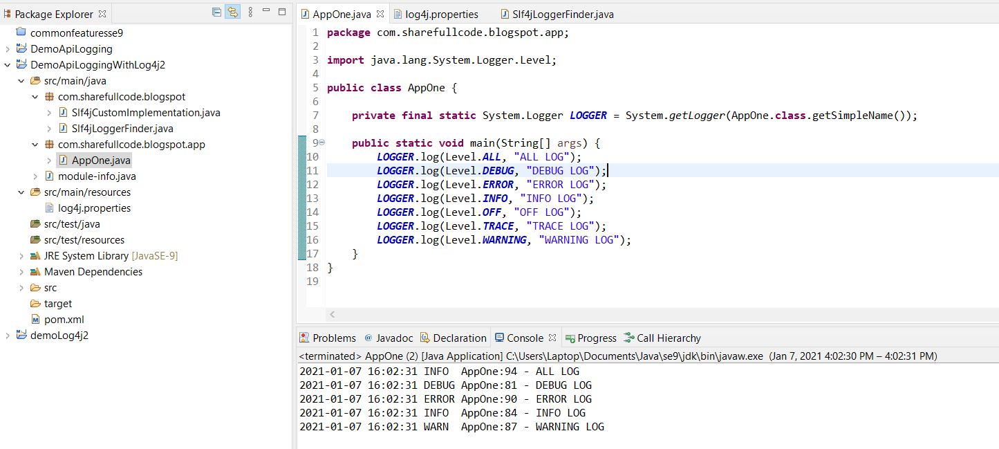 Package Explorer
commonfeaturesse9
DemoApiLogging
DemoApiLoggingWithLog4j2
src/main/java
com.sharefullcode.blogspot
Slf4jCustomImplementation.java
Slf4jLoggerFinder.java
com.sharefullcode.blogspot.app
AppOne.java
module-info.java
src/main/resources
log4j.properties
src/test/java
src/test/resources
JRE System Library [JavaSE-9]
Maven Dependencies
src
target
pom.xml
demoLog4j2
AppOne.java log4j.properties Slf4jLoggerFinder.java
1 package com.sharefullcode.blogspot.app;
2
3 import java.lang.System.Logger.Level;
4
5 public class AppOne {
6
7 private final static System.Logger LOGGER = System.getLogger(AppOne.class.getSimpleName());
8
9 public static void main(String[] args) {
10 LOGGER.log(Level.ALL, "ALL LOG");
11 LOGGER.log(Level.DEBUG, "DEBUG LOG");
12 LOGGER.log(Level.ERROR, "ERROR LOG");
13 LOGGER.log(Level.INFO, "INFO LOG");
14 LOGGER.log(Level.OFF, "OFF LOG");
15 LOGGER.log(Level.TRACE, "TRACE LOG");
16 LOGGER.log(Level.WARNING, "WARNING LOG");
17 }
18 }
19
Problems @ Javadoc Declaration Console Progress Call Hierarchy
<terminated> AppOne (2) [Java Application] C:\Users\Laptop\Documents\Java\se9\jdk\bin\javaw.exe (Jan 7, 2021 4:02:30 PM – 4:02:31 PM)
2021-01-07 16:02:31 INFO  AppOne:94 - ALL LOG
2021-01-07 16:02:31 DEBUG AppOne:81 - DEBUG LOG
2021-01-07 16:02:31 ERROR AppOne:90 - ERROR LOG
2021-01-07 16:02:31 INFO  AppOne:84 - INFO LOG
2021-01-07 16:02:31 WARN  AppOne:87 - WARNING LOG